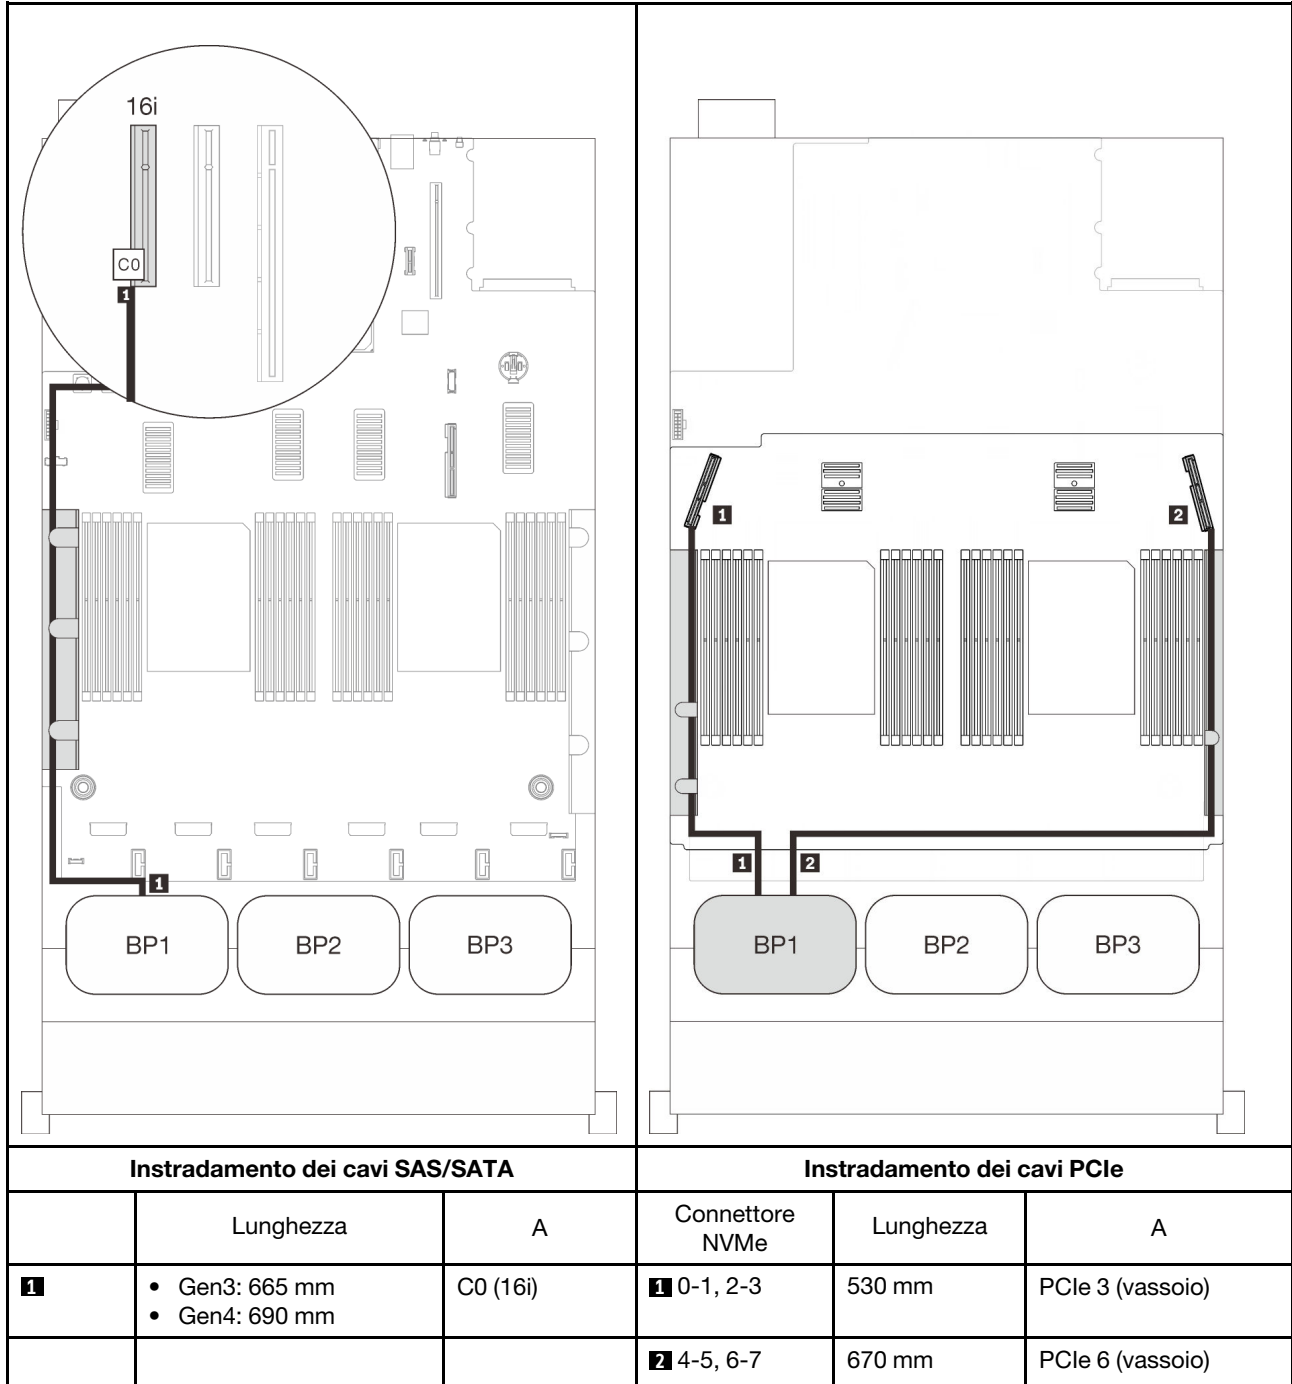 16i
C0
1
1
BP1
BP2
BP3
1
2
1
2
BP1
BP2
BP3
Instradamento dei cavi SAS/SATA
Instradamento dei cavi PCIe
Lunghezza
A
Connettore
NVMe
Lunghezza
A
1
• Gen3: 665 mm
• Gen4: 690 mm
C0 (16i)
1 0-1, 2-3
530 mm
PCIe 3 (vassoio)
2 4-5, 6-7
670 mm
PCIe 6 (vassoio)